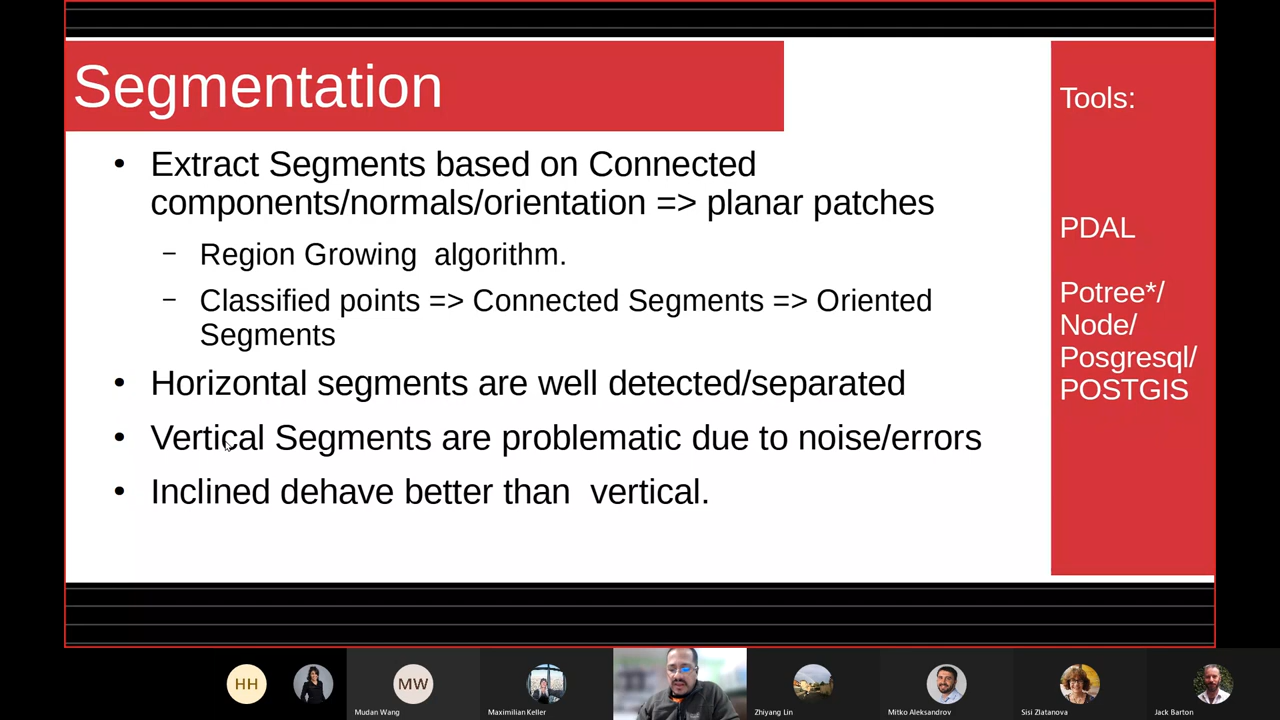 Segmentation
• Extract Segments based on Connected
components/normals/orientation => planar patches
– Region Growing  algorithm.
– Classified points => Connected Segments => Oriented
Segments
• Horizontal segments are well detected/separated
• Vertical Segments are problematic due to noise/errors
• Inclined dehave better than  vertical.
Tools:
PDAL
Potree*/
Node/
Posgresql/
POSTGIS
HH
MW
Mudan Wang
Maximilian Keller
Zhiyang Lin
Mitko Aleksandrov
Sisi Zlatanova
Jack Barton